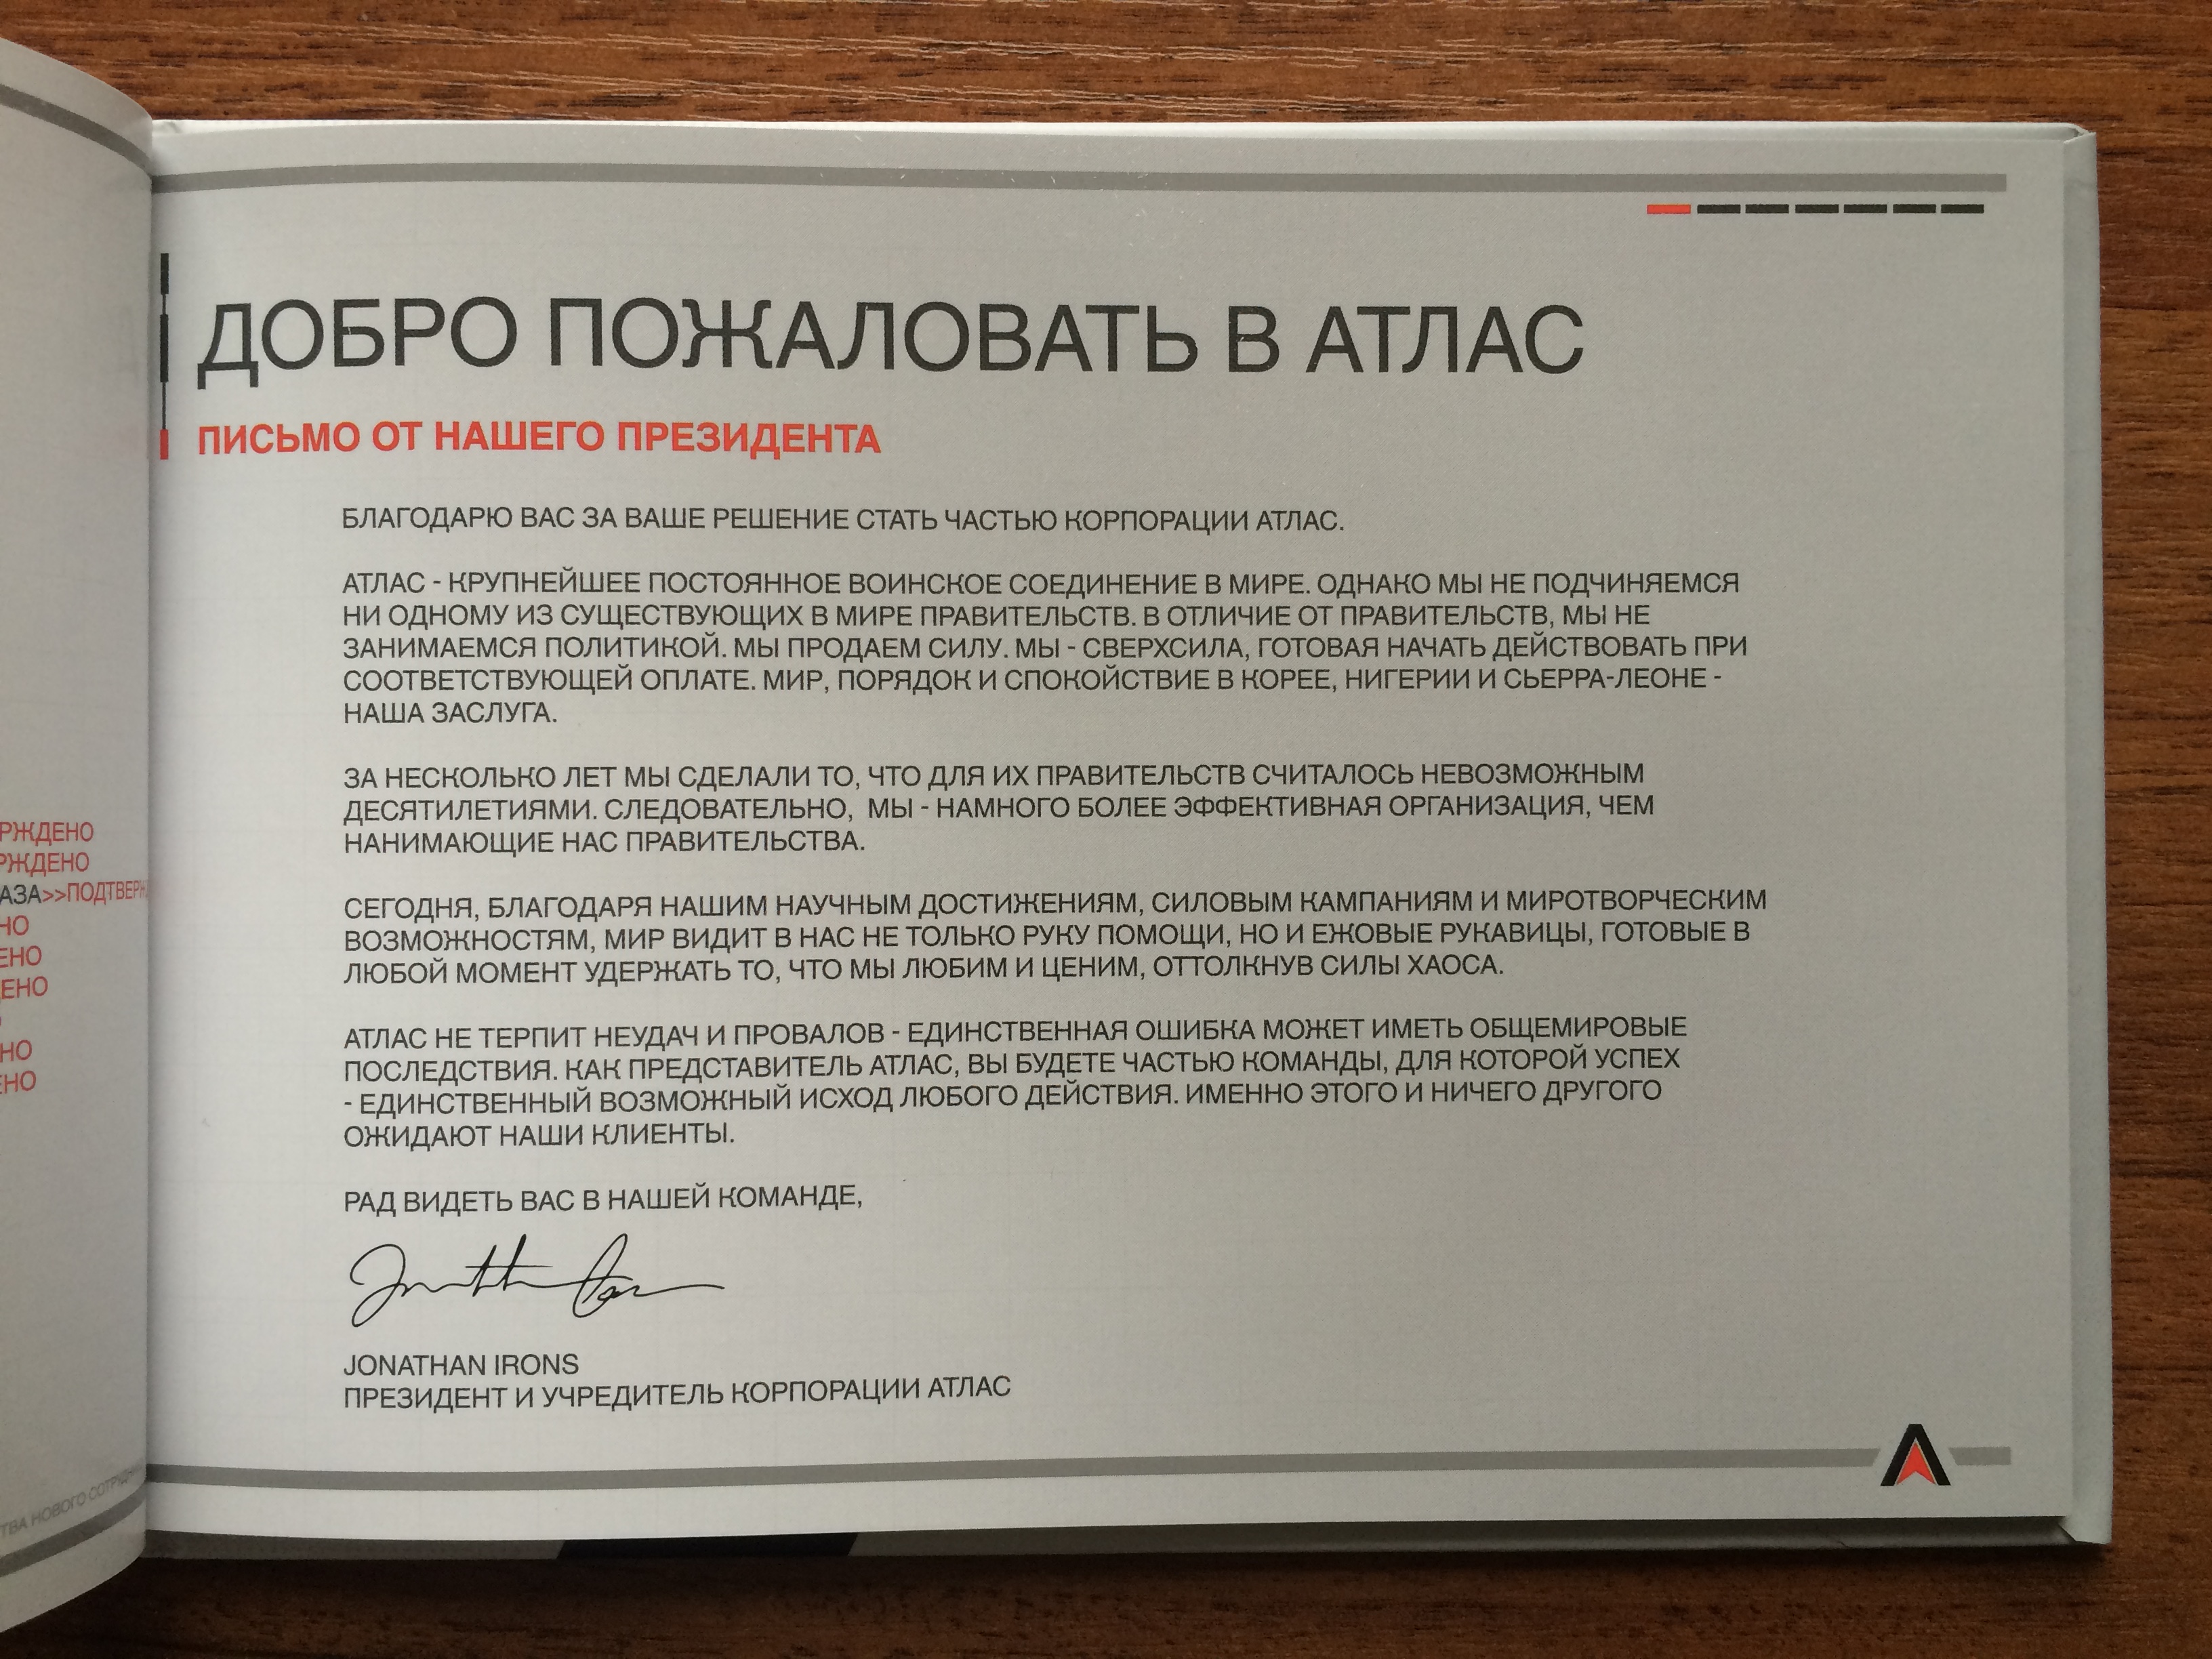 ДОБРО ПОЖАЛОВАТЬ В АТЛАС
ПИСЬМО ОТ НАШЕГО ПРЕЗИДЕНТА
БЛАГОДАРЮ ВАС ЗА ВАШЕ РЕШЕНИЕ СТАТЬ ЧАСТЬЮ КОРПОРАЦИИ АТЛАС.
АТЛАС - КРУПНЕЙШЕЕ ПОСТОЯННОЕ ВОИНСКОЕ СОЕДИНЕНИЕ В МИРЕ. ОДНАКО МЫ НЕ ПОДЧИНЯЕМСЯ
НИ ОДНОМУ ИЗ СУЩЕСТВУЮЩИХ В МИРЕ ПРАВИТЕЛЬСТВ. В ОТЛИЧИЕ ОТ ПРАВИТЕЛЬСТВ, МЫ НЕ
ЗАНИМАЕМСЯ ПОЛИТИКОЙ. МЫ ПРОДАЕМ СИЛУ. МЫ - СВЕРХСИЛА, ГОТОВАЯ НАЧАТЬ ДЕЙСТВОВАТЬ ПРИ
СООТВЕТСТВУЮЩЕЙ ОПЛАТЕ. МИР, ПОРЯДОК И СПОКОЙСТВИЕ В КОРЕЕ, НИГЕРИИ И СЬЕРРА-ЛЕОНЕ -
НАША ЗАСЛУГА.
ЗА НЕСКОЛЬКО ЛЕТ МЫ СДЕЛАЛИ ТО, ЧТО ДЛЯ ИХ ПРАВИТЕЛЬСТВ СЧИТАЛОСЬ НЕВОЗМОЖНЫМ
ДЕСЯТИЛЕТИЯМИ. СЛЕДОВАТЕЛЬНО, МЫ - НАМНОГО БОЛЕЕ ЭФФЕКТИВНАЯ ОРГАНИЗАЦИЯ, ЧЕМ
НАНИМАЮЩИЕ НАС ПРАВИТЕЛЬСТВА.
СЕГОДНЯ, БЛАГОДАРЯ НАШИМ НАУЧНЫМ ДОСТИЖЕНИЯМ, СИЛОВЫМ КАМПАНИЯМ И МИРОТВОРЧЕСКИМ
ВОЗМОЖНОСТЯМ, МИР ВИДИТ В НАС НЕ ТОЛЬКО РУКУ ПОМОЩИ, НО И ЕЖОВЫЕ РУКАВИЦЫ, ГОТОВЫЕ В
ЛЮБОЙ МОМЕНТ УДЕРЖАТЬ ТО, ЧТО МЫ ЛЮБИМ И ЦЕНИМ, ОТТОЛКНУВ СИЛЫ ХАОСА.
АТЛАС НЕ ТЕРПИТ НЕУДАЧ И ПРОВАЛОВ - ЕДИНСТВЕННАЯ ОШИБКА МОЖЕТ ИМЕТЬ ОБЩЕМИРОВЫЕ
ПОСЛЕДСТВИЯ. КАК ПРЕДСТАВИТЕЛЬ АТЛАС, ВЫ БУДЕТЕ ЧАСТЬЮ КОМАНДЫ, ДЛЯ КОТОРОЙ УСПЕХ
- ЕДИНСТВЕННЫЙ ВОЗМОЖНЫЙ ИСХОД ЛЮБОГО ДЕЙСТВИЯ. ИМЕННО ЭТОГО И НИЧЕГО ДРУГОГО
ОЖИДАЮТ НАШИ КЛИЕНТЫ.
РАД ВИДЕТЬ ВАС В НАШЕЙ КОМАНДЕ,
JONATHAN IRONS
ПРЕЗИДЕНТ И УЧРЕДИТЕЛЬ КОРПОРАЦИИ АТЛАС